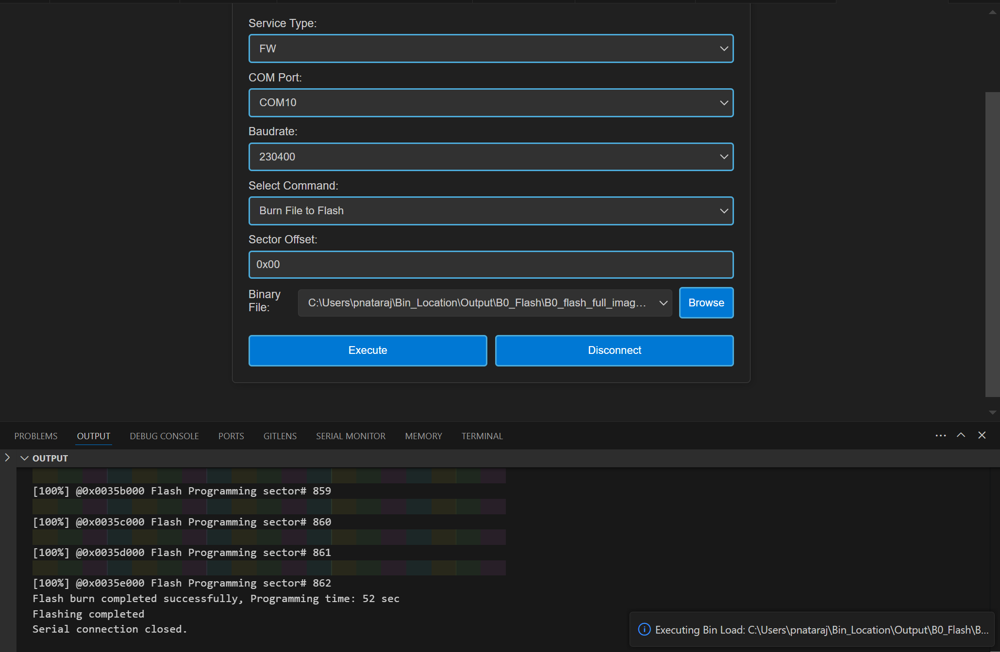 Service Type:
FW
COM Port:
COM10
Baudrate:
230400
Select Command:
Burn File to Flash
Sector Offset:
0x00
Binary
File:
C:\Users\pnataraj\Bin_Location\Output\B0_Flash\B0_flash_full_imag...
Browse
Execute
Disconnect
PROBLEMS OUTPUT DEBUG CONSOLE PORTS GITLENS SERIAL MONITOR MEMORY TERMINAL
OUTPUT
[100%] @0x0035b000 Flash Programming sector# 859
[100%] @0x0035c000 Flash Programming sector# 860
[100%] @0x0035d000 Flash Programming sector# 861
[100%] @0x0035e000 Flash Programming sector# 862
Flash burn completed successfully, Programming time: 52 sec
Flashing completed
Serial connection closed.
Executing Bin Load: C:\Users\pnataraj\Bin_Location\Output\B0_Flash\B...